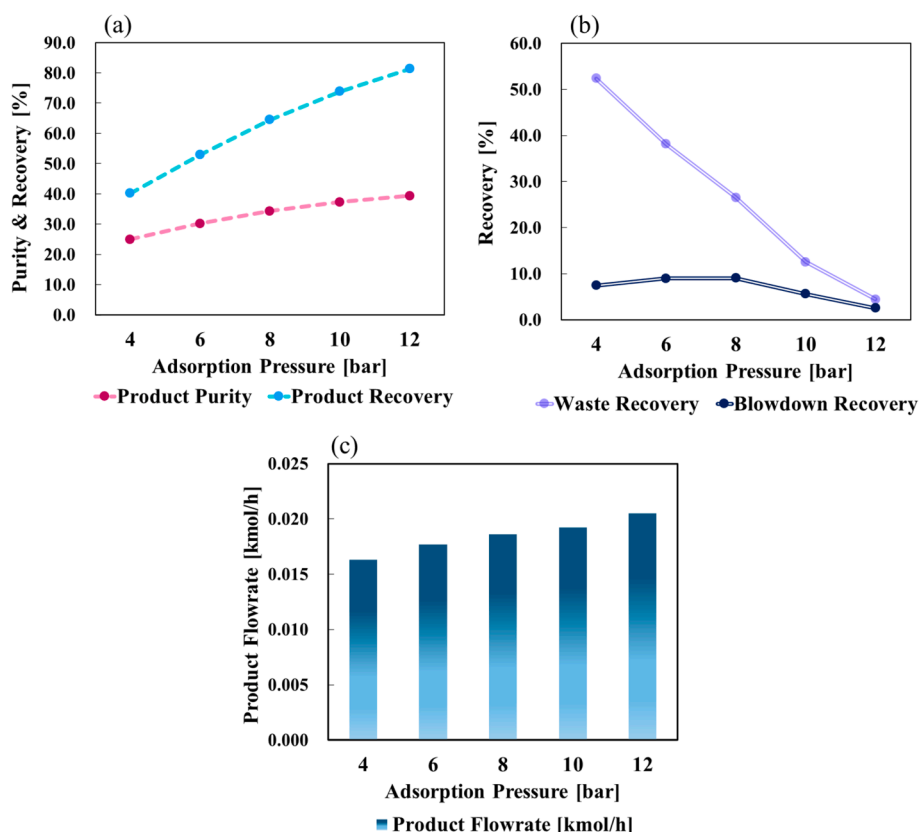 (a)
90.0
80.0
70.0
60.0
50.0
40.0
30.0
20.0
10.0
0.0
Purity & Recovery [%]
4 6 8 10 12
Adsorption Pressure [bar]
Product Purity Product Recovery
(b)
60.0
50.0
40.0
30.0
20.0
10.0
0.0
Recovery [%]
4 6 8 10 12
Adsorption Pressure [bar]
Waste Recovery Blowdown Recovery
(c)
0.025
0.020
0.015
0.010
0.005
0.000
Product Flowrate [kmol/h]
4 6 8 10 12
Adsorption Pressure [bar]
Product Flowrate [kmol/h]